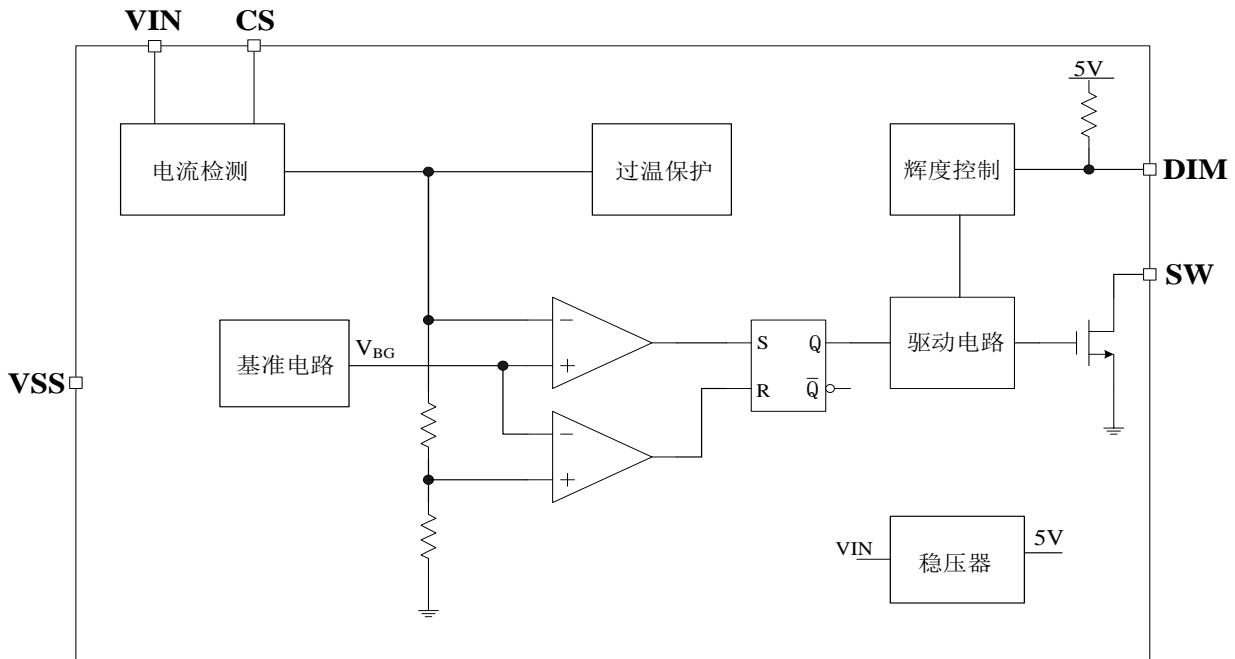 VIN CS
5V
电流检测
过温保护
辉度控制
DIM
SW
基准电路
VBG
−
+
S Q
R Q̅
驱动电路
VSS
−
+
VIN
稳压器
5V